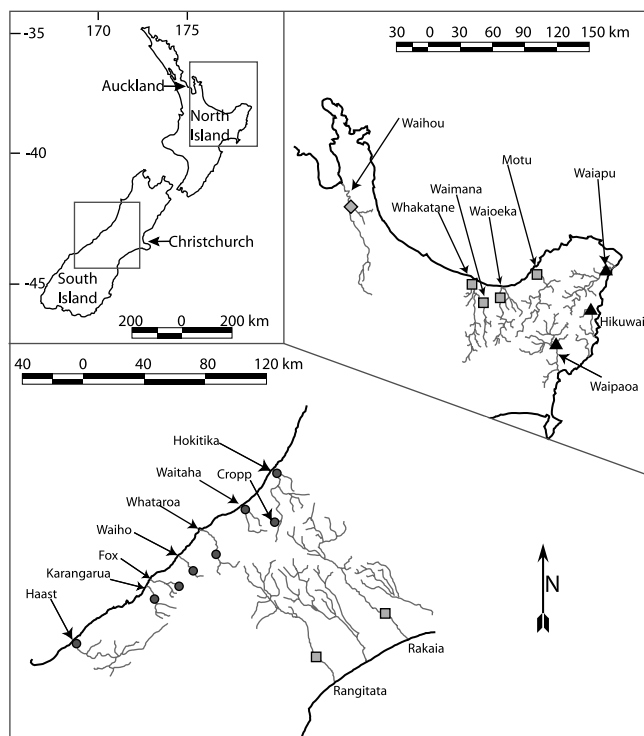 170 175
-35
Auckland
North
Island
-40
Christchurch
-45
South
Island
200 0 200 km
30 0 30 60 90 120 150 km
Waihou
Motu
Waiapu
Waimana
Waioeka
Whakatane
Hikuwai
Waipaoa
40 0 40 80 120 km
Hokitika
Waitaha
Cropp
Whataroa
Waiho
Fox
Karangarua
Haast
N
Rakaia
Rangitata